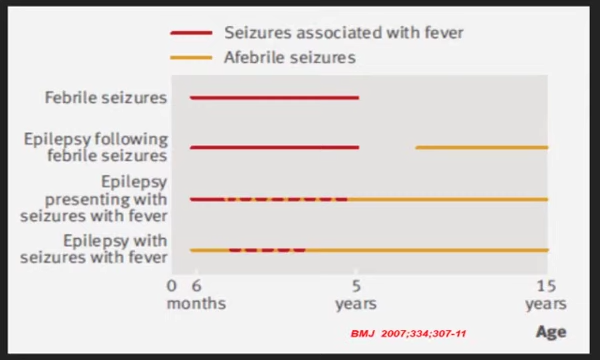 Seizures associated with fever
Afebrile seizures
Febrile seizures
Epilepsy following
febrile seizures
Epilepsy
presenting with
seizures with fever
Epilepsy with
seizures with fever
0 6 5 15
months years years
BMJ 2007;334;307-11 Age